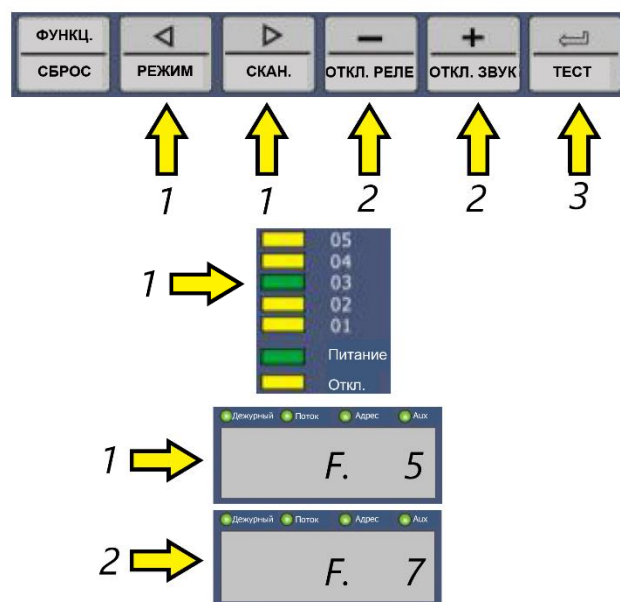 ФУНКЦ.
СБРОС РЕЖИМ СКАН. ОТКЛ. РЕЛЕ ОТКЛ. ЗВУК ТЕСТ
1 1 2 2 3
05
04
1 03
02
01
Питание
Откл.
Дежурный Поток Адрес Aux
1 F. 5
Дежурный Поток Адрес Aux
2 F. 7